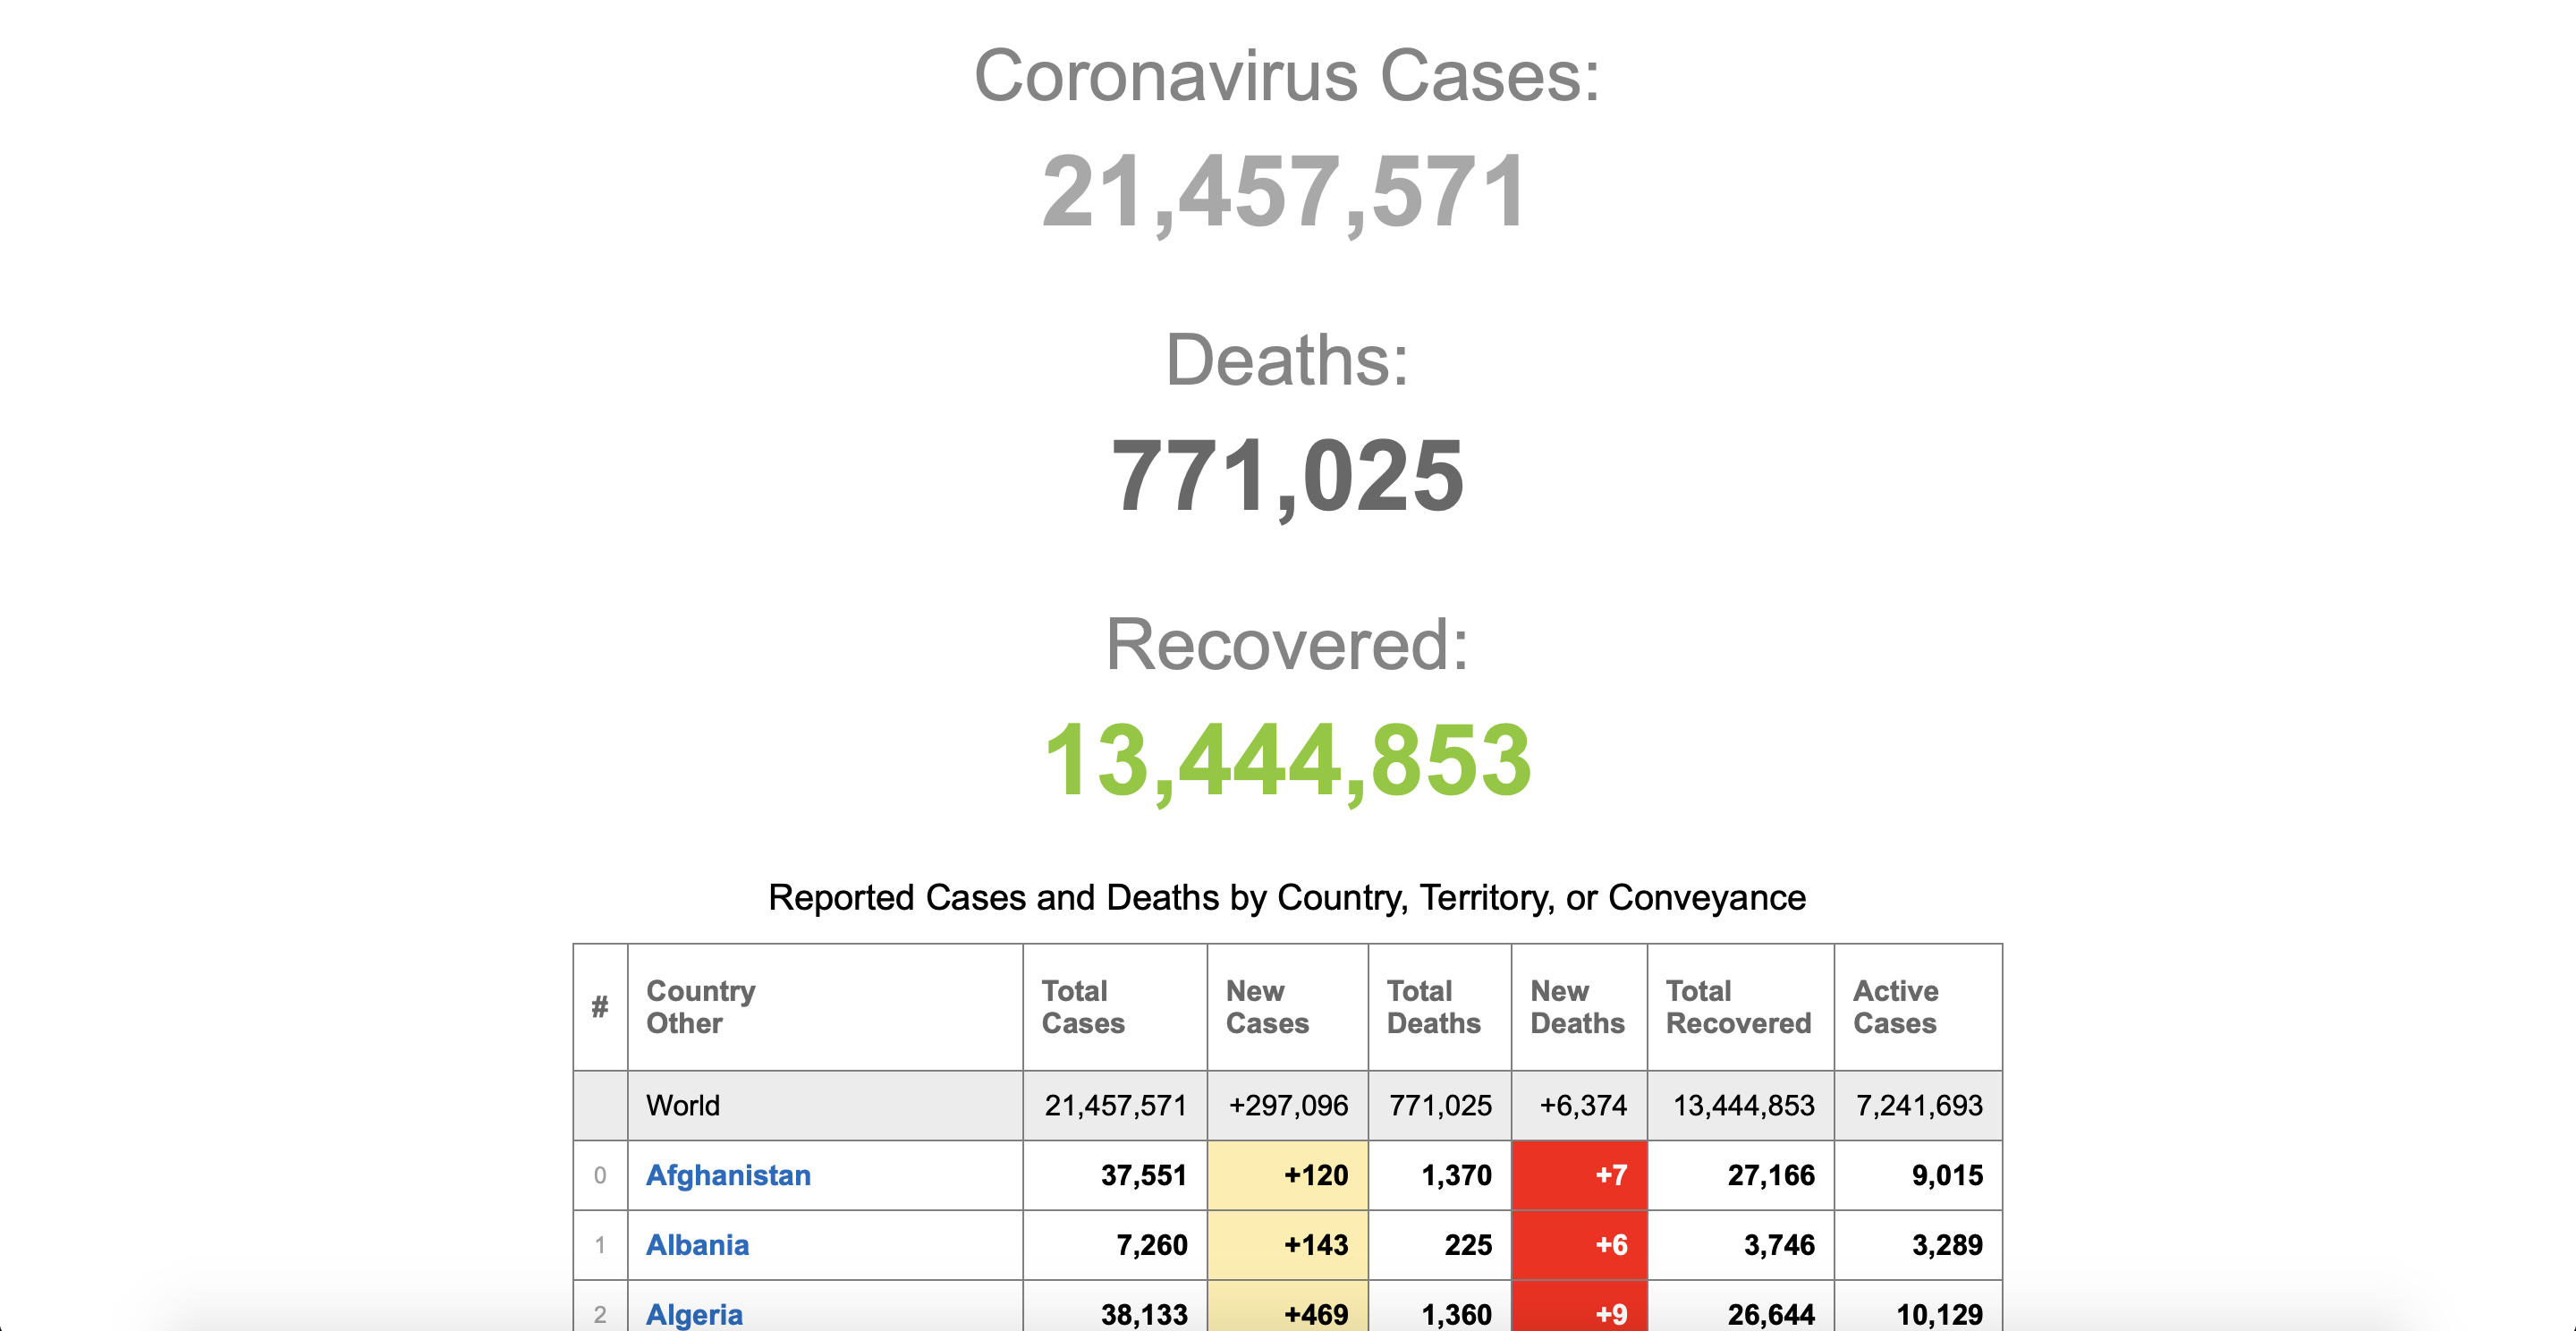 Coronavirus Cases:
21,457,571
Deaths:
771,025
Recovered:
13,444,853
Reported Cases and Deaths by Country, Territory, or Conveyance
# Country Other Total Cases New Cases Total Deaths New Deaths Total Recovered Active Cases
World 21,457,571 +297,096 771,025 +6,374 13,444,853 7,241,693
0 Afghanistan 37,551 +120 1,370 +7 27,166 9,015
1 Albania 7,260 +143 225 +6 3,746 3,289
2 Algeria 38,133 +469 1,360 +9 26,644 10,129